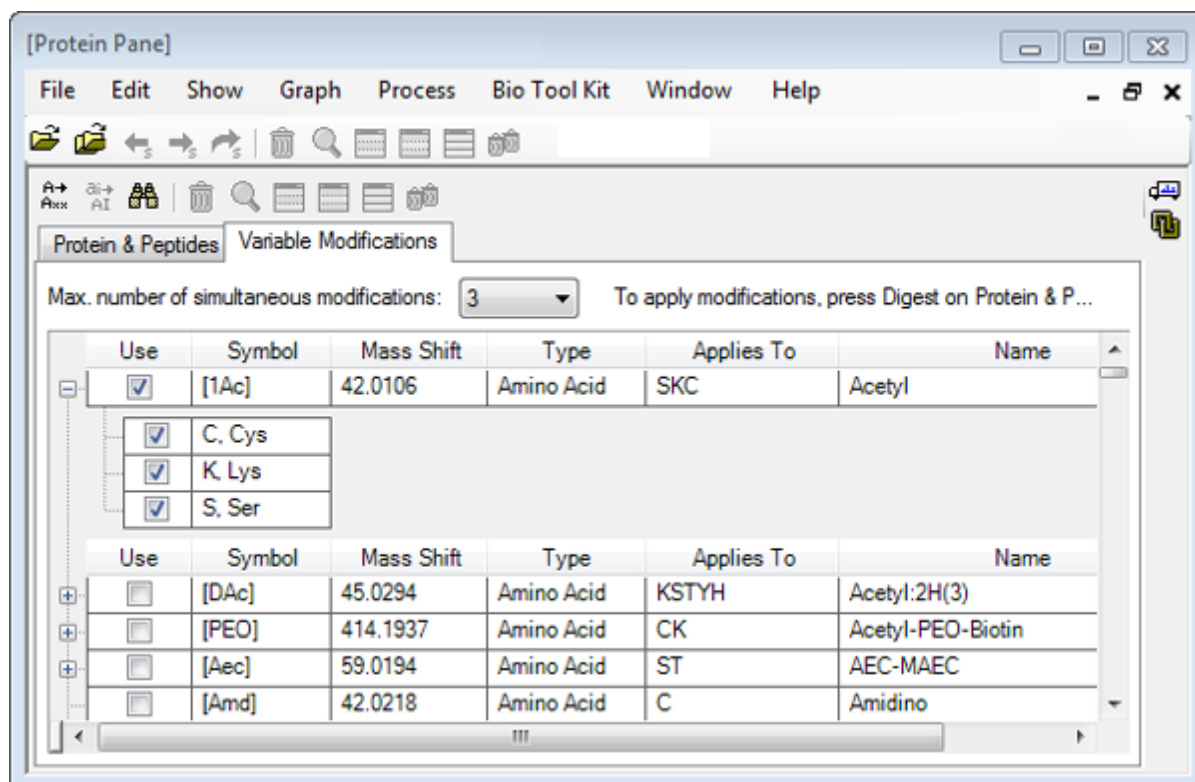 [Protein Pane]
File Edit Show Graph Process Bio Tool Kit Window Help
Protein & Peptides Variable Modifications
Max. number of simultaneous modifications: 3 To apply modifications, press Digest on Protein & P...
Use Symbol Mass Shift Type Applies To Name
[1Ac] 42.0106 Amino Acid SKC Acetyl
C, Cys
K, Lys
S, Ser
Use Symbol Mass Shift Type Applies To Name
[DAc] 45.0294 Amino Acid KSTYH Acetyl:2H(3)
[PEO] 414.1937 Amino Acid CK Acetyl-PEO-Biotin
[Aec] 59.0194 Amino Acid ST AEC-MAEC
[Amd] 42.0218 Amino Acid C Amidino